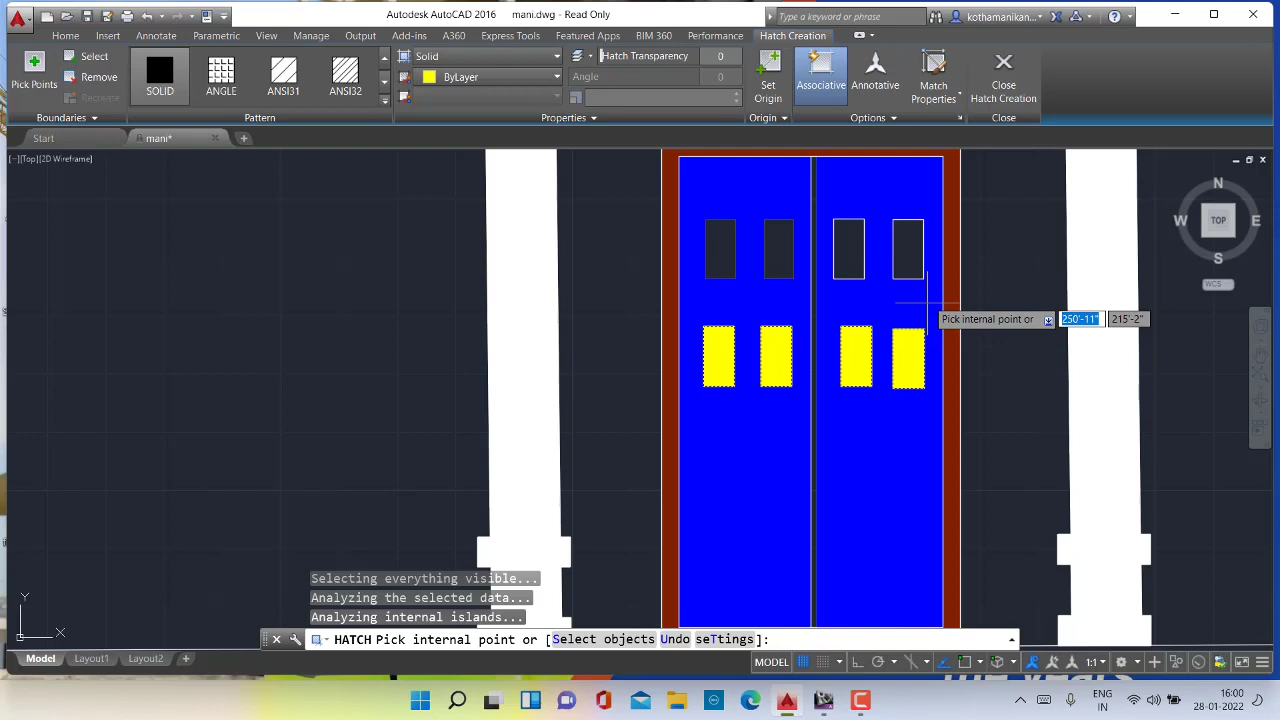 Autodesk AutoCAD 2016 mani.dwg - Read Only
Type a keyword or phrase
kothamanikan...
Home Insert Annotate Parametric View Manage Output Add-ins A360 Express Tools Featured Apps BIM 360 Performance Hatch Creation
Select
Pick Points
Remove
Recreate
SOLID
ANGLE
ANSI31
ANSI32
Solid
ByLayer
Hatch Transparency 0
Angle 0
Set
Origin
Associative
Annotative
Match
Properties
Close
Hatch Creation
Boundaries
Pattern
Properties
Origin
Options
Close
Start
mani*
[−][Top][2D Wireframe]
N
W TOP E
S
WCS
Pick internal point or 250'-11" 215'-2"
Selecting everything visible...
Analyzing the selected data...
Analyzing internal islands...
Y
X
HATCH Pick internal point or [Select objects Undo seTtings]:
Model Layout1 Layout2 +
MODEL
1:1
ENG
IN
16:00
28-01-2022